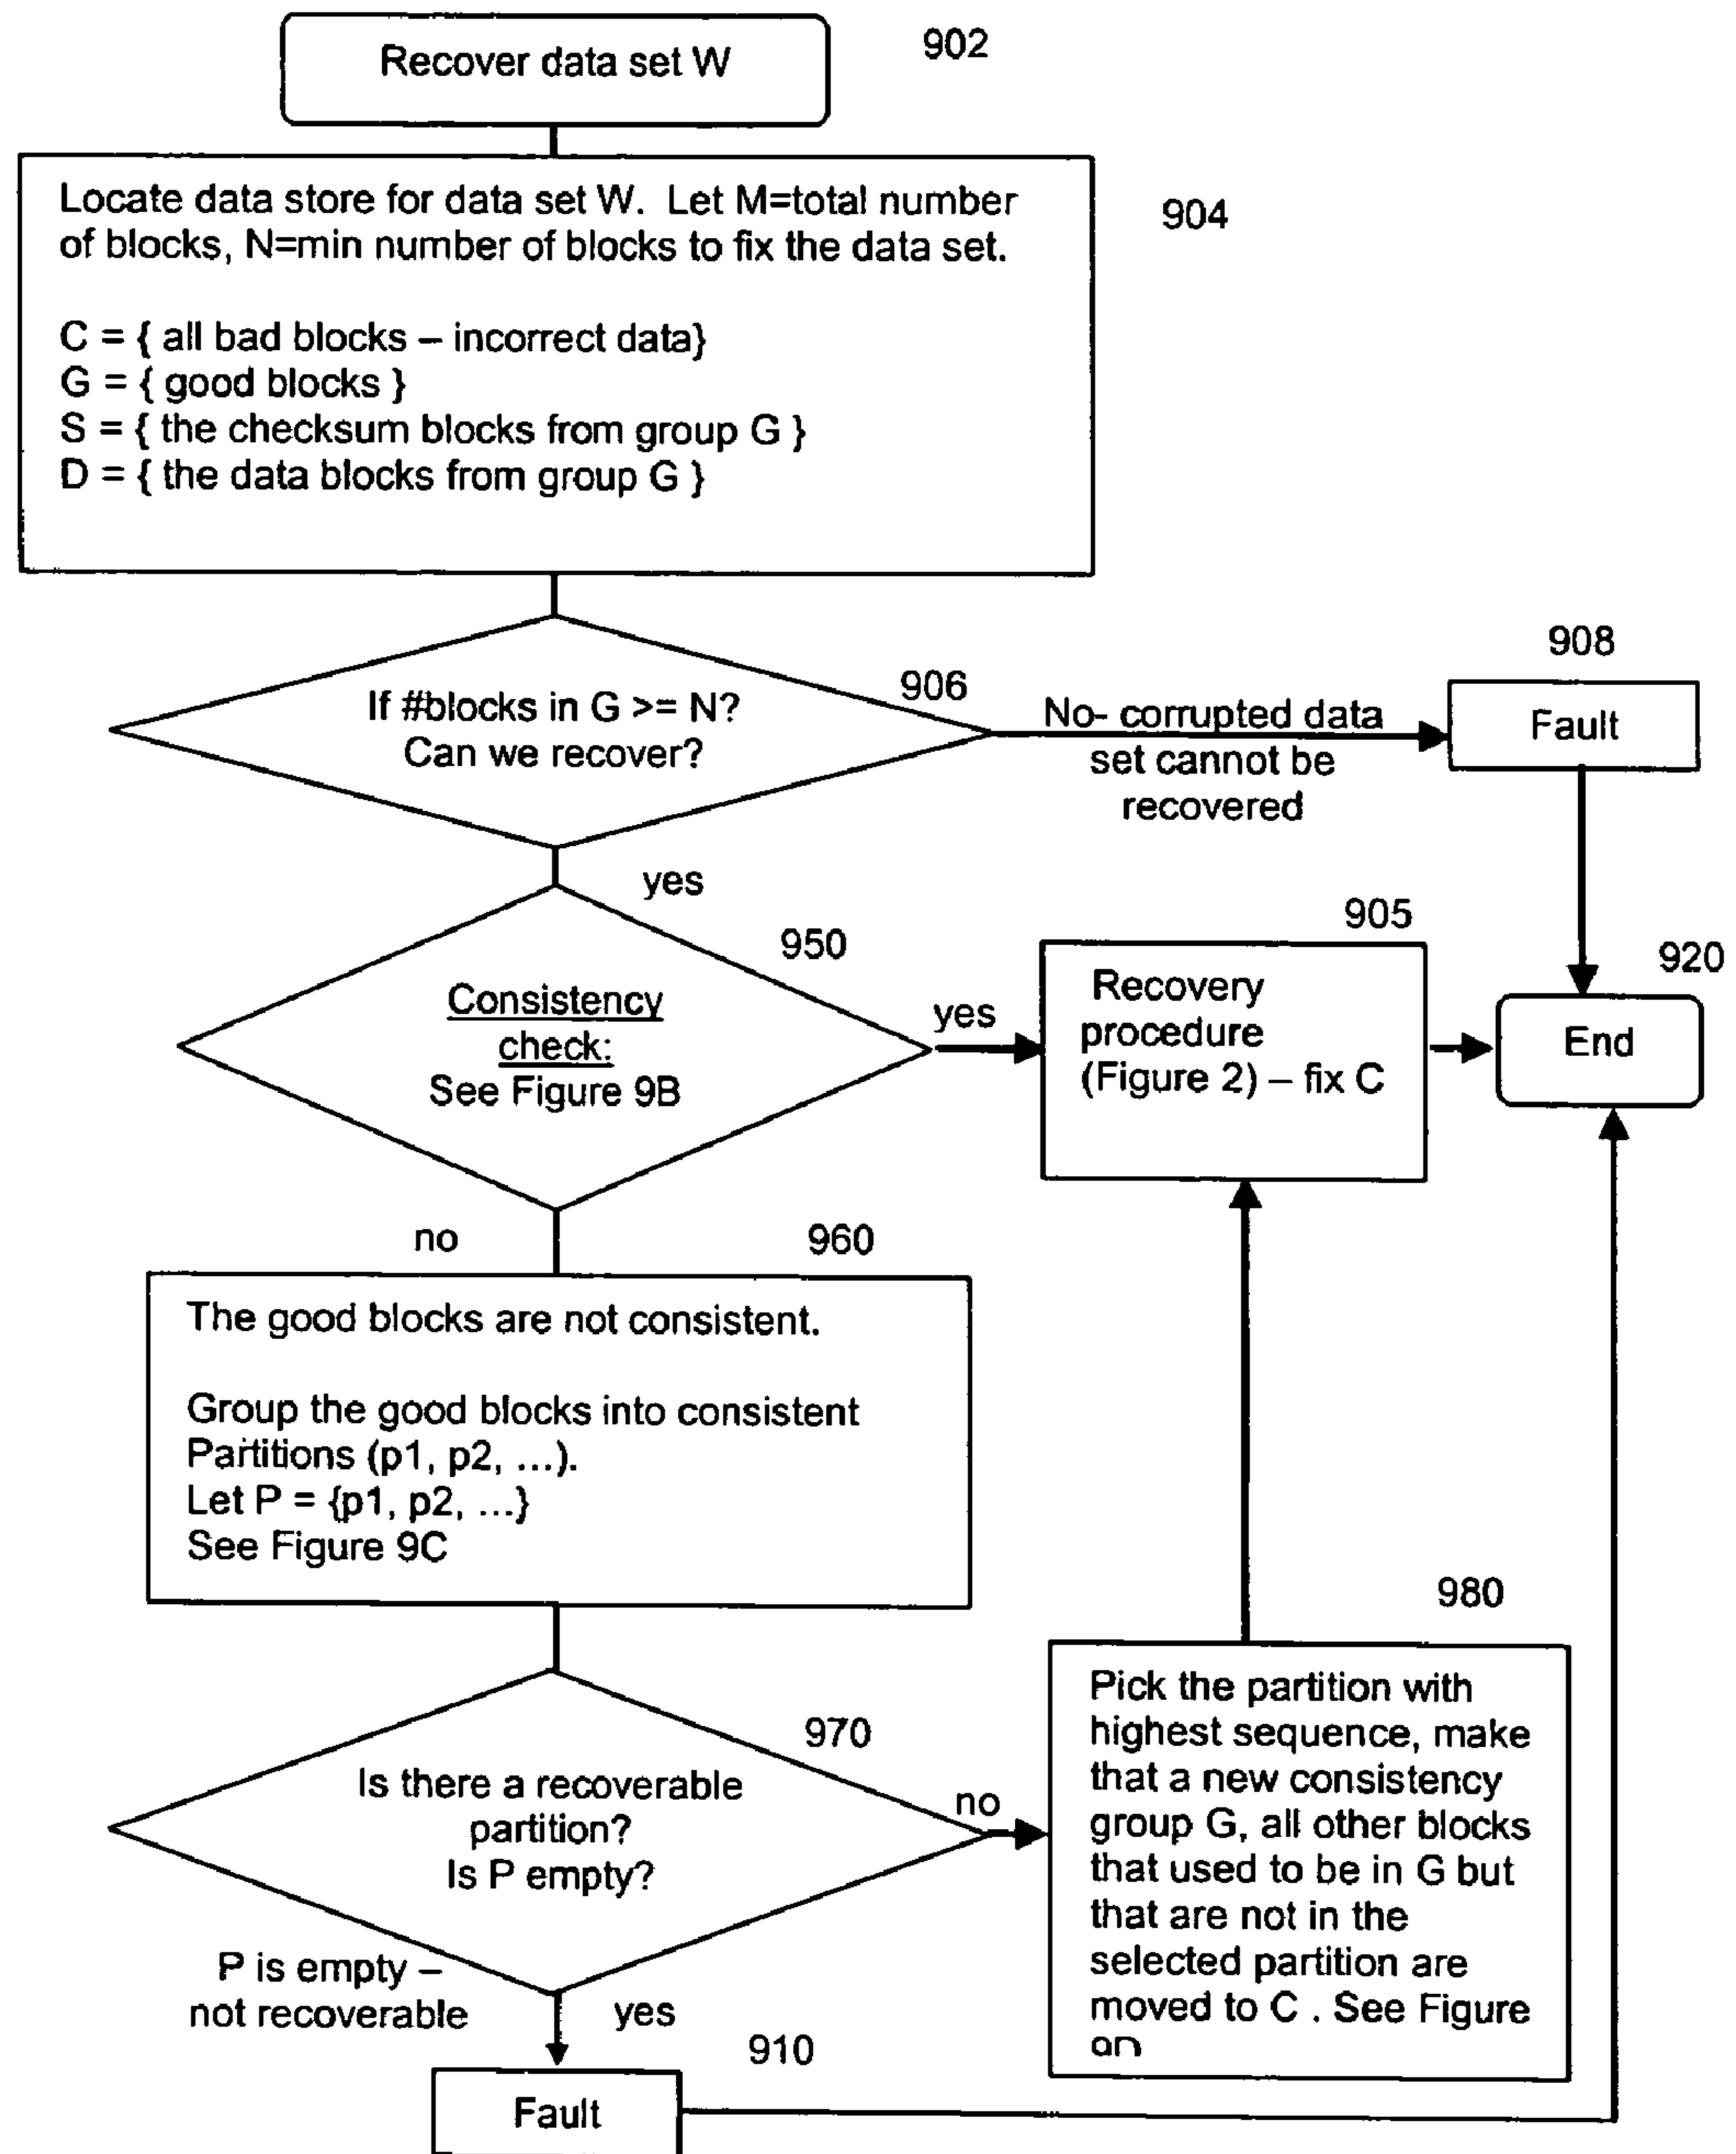 Recover data set W
902
Locate data store for data set W. Let M=total number
of blocks, N=min number of blocks to fix the data set.
C = { all bad blocks – incorrect data}
G = { good blocks }
S = { the checksum blocks from group G }
D = { the data blocks from group G }
904
If #blocks in G >= N?
Can we recover?
906
No- corrupted data
set cannot be
recovered
908
Fault
yes
950
Consistency
check:
See Figure 9B
yes
905
Recovery
procedure
(Figure 2) – fix C
920
End
no
960
The good blocks are not consistent.
Group the good blocks into consistent
Partitions (p1, p2, ...).
Let P = {p1, p2, ...}
See Figure 9C
970
Is there a recoverable
partition?
Is P empty?
no
980
Pick the partition with
highest sequence, make
that a new consistency
group G, all other blocks
that used to be in G but
that are not in the
selected partition are
moved to C . See Figure
P is empty –
not recoverable
yes
910
Fault